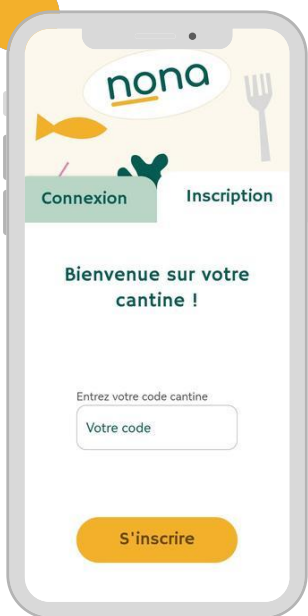 nona
Connexion
Inscription
Bienvenue sur votre
cantine !
Entrez votre code cantine
Votre code
S'inscrire